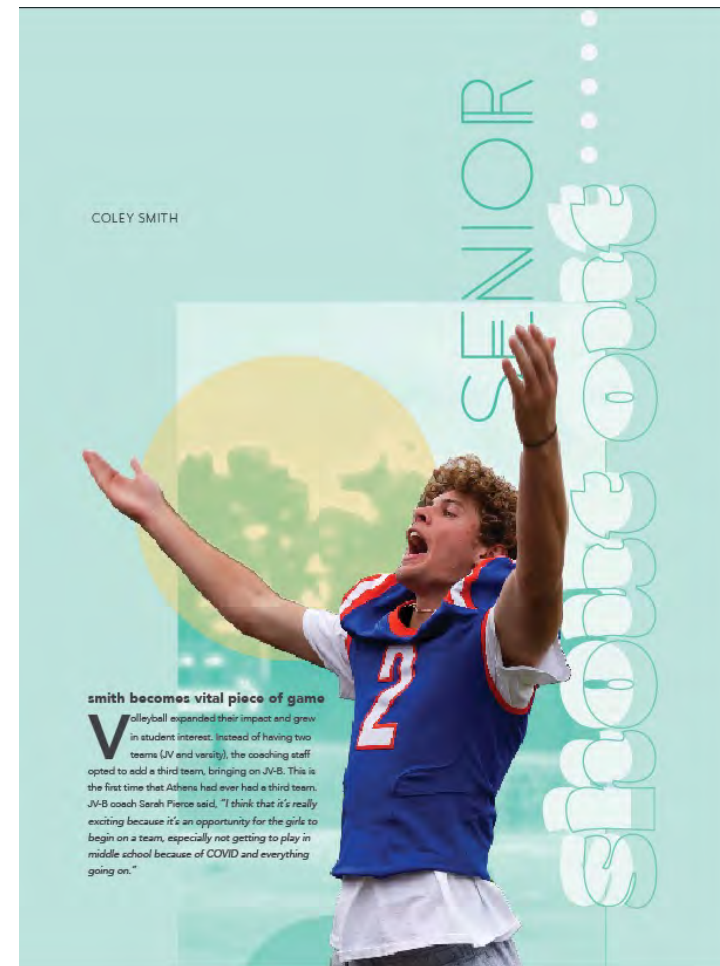 SENIOR
shout out
COLEY SMITH
2
smith becomes vital piece of game
Volleyball expanded their impact and grew
in student interest. Instead of having two
teams (JV and varsity), the coaching staff
opted to add a third team, bringing on JV-B. This is
the first time that Athens had ever had a third team.
JV-B coach Sarah Pierce said, "I think that it's really
exciting because it's an opportunity for the girls to
begin on a team, especially not getting to play in
middle school because of COVID and everything
going on."